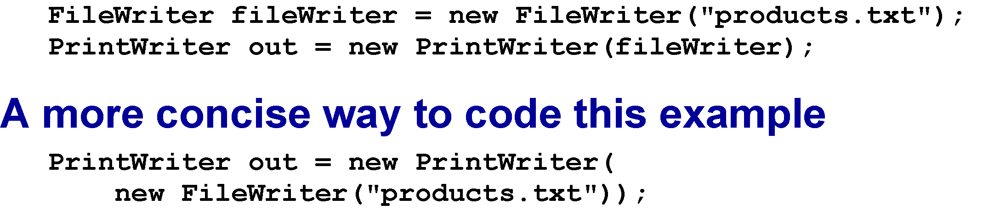 FileWriter fileWriter = new FileWriter("products.txt");
PrintWriter out = new PrintWriter(fileWriter);
A more concise way to code this example
PrintWriter out = new PrintWriter(
new FileWriter("products.txt"));